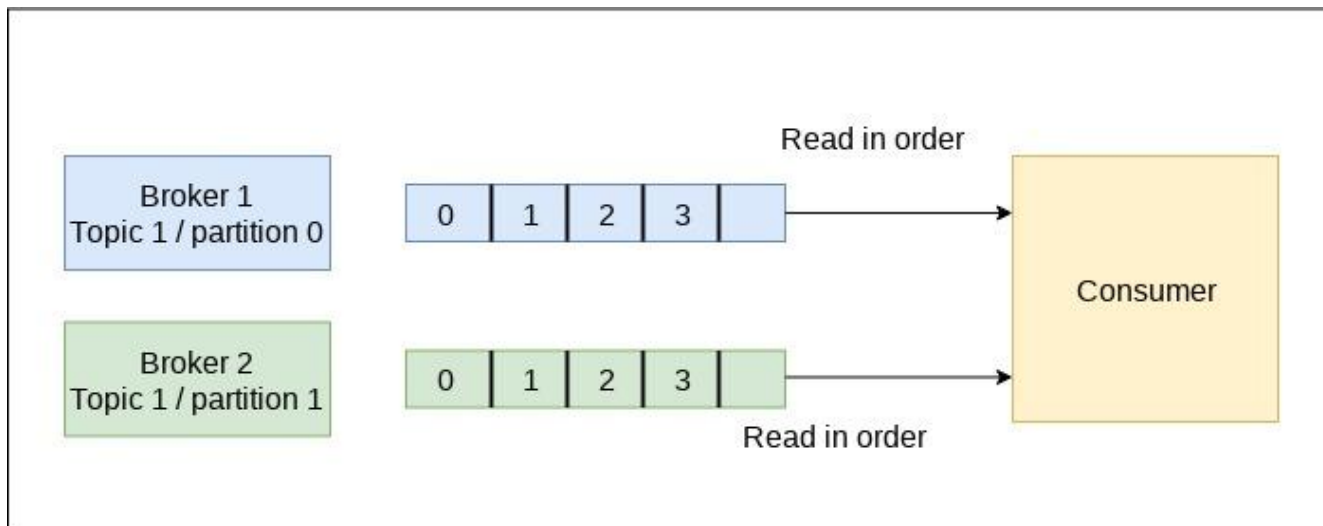 Read in order
Broker 1
Topic 1 / partition 0
0 1 2 3
Consumer
Broker 2
Topic 1 / partition 1
0 1 2 3
Read in order